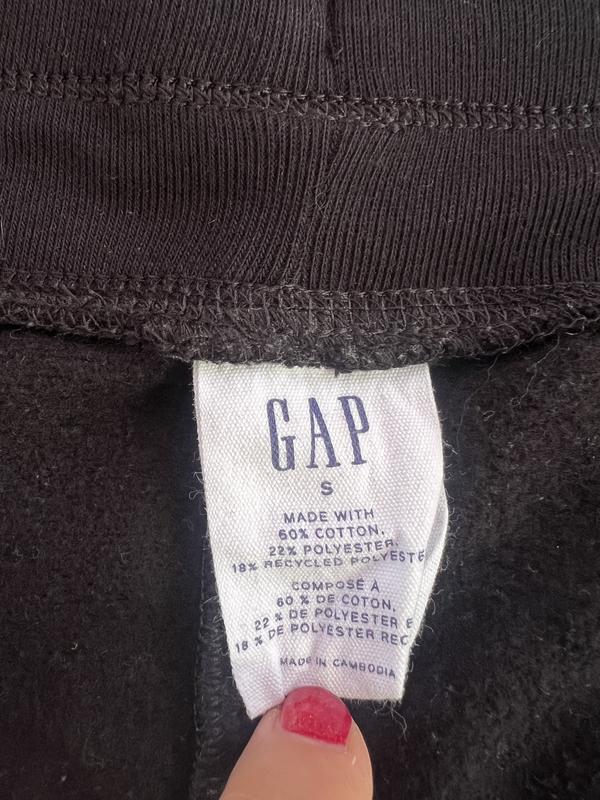 GAP
S
MADE WITH
60% COTTON,
22% POLYESTER,
18% RECYCLED POLYESTE
COMPOSÉ À
60 % DE COTON,
22 % DE POLYESTER E
18 % DE POLYESTER REC
MADE IN CAMBODIA